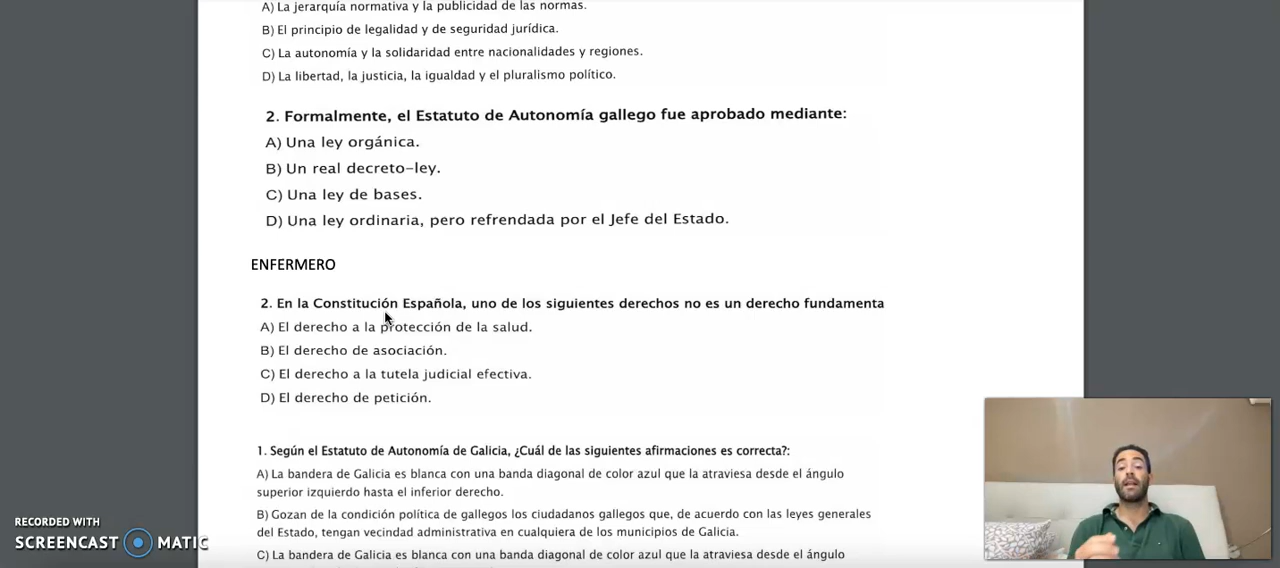 A) La jerarquía normativa y la publicidad de las normas.
B) El principio de legalidad y de seguridad jurídica.
C) La autonomía y la solidaridad entre nacionalidades y regiones.
D) La libertad, la justicia, la igualdad y el pluralismo político.
2. Formalmente, el Estatuto de Autonomía gallego fue aprobado mediante:
A) Una ley orgánica.
B) Un real decreto-ley.
C) Una ley de bases.
D) Una ley ordinaria, pero refrendada por el Jefe del Estado.
ENFERMERO
2. En la Constitución Española, uno de los siguientes derechos no es un derecho fundamenta
A) El derecho a la protección de la salud.
B) El derecho de asociación.
C) El derecho a la tutela judicial efectiva.
D) El derecho de petición.
1. Según el Estatuto de Autonomía de Galicia, ¿Cuál de las siguientes afirmaciones es correcta?:
A) La bandera de Galicia es blanca con una banda diagonal de color azul que la atraviesa desde el ángulo
superior izquierdo hasta el inferior derecho.
B) Gozan de la condición política de gallegos los ciudadanos gallegos que, de acuerdo con las leyes generales
del Estado, tengan vecindad administrativa en cualquiera de los municipios de Galicia.
C) La bandera de Galicia es blanca con una banda diagonal de color azul que la atraviesa desde el ángulo
RECORDED WITH
SCREENCAST MATIC